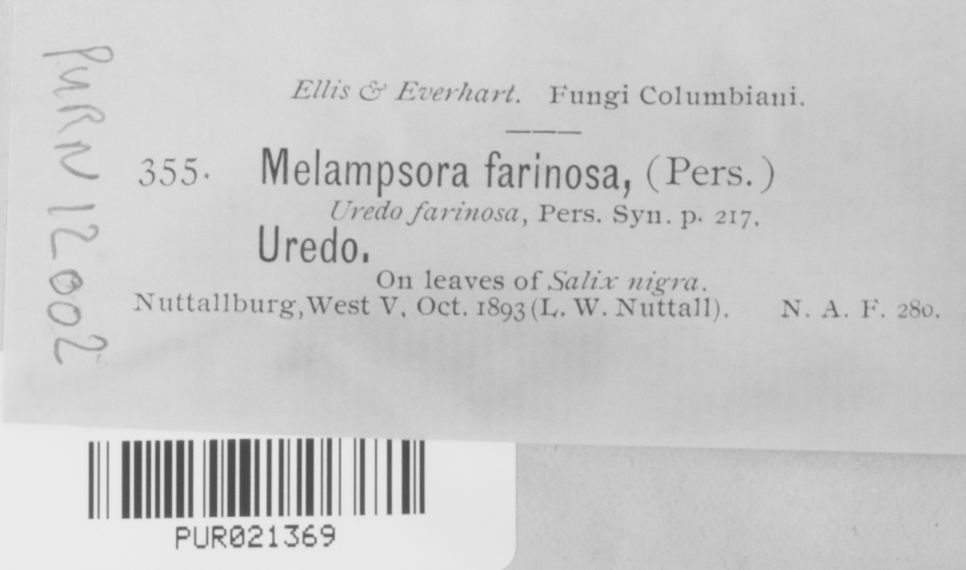 Ellis & Everhart. Fungi Columbiani.
355. Melampsora farinosa, (Pers.)
Uredo farinosa, Pers. Syn. p. 217.
Uredo.
On leaves of Salix nigra.
Nuttallburg, West V. Oct. 1893 (L. W. Nuttall). N. A. F. 280.
PURN 12002
PUR021369